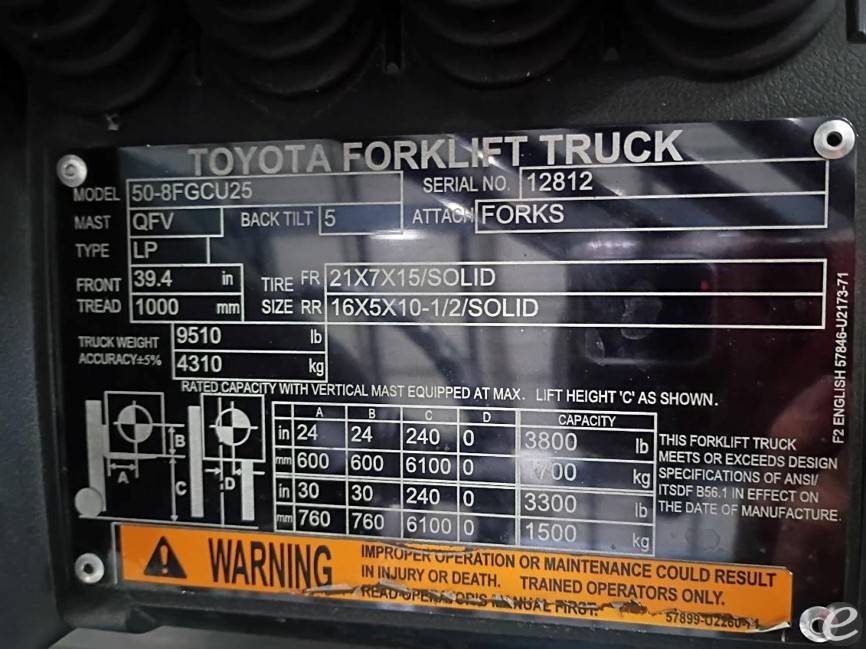 TOYOTA FORKLIFT TRUCK
MODEL 50-8FGCU25 SERIAL NO. 12812
MAST QFV BACK TILT 5 ATTACH FORKS
TYPE LP
FRONT TREAD 39.4 in 1000 mm
TIRE SIZE FR 21X7X15/SOLID
RR 16X5X10-1/2/SOLID
TRUCK WEIGHT ACCURACY±5% 9510 lb
4310 kg
RATED CAPACITY WITH VERTICAL MAST EQUIPPED AT MAX. LIFT HEIGHT 'C' AS SHOWN.
A B C D CAPACITY
in 24 24 240 0 3800 lb
mm 600 600 6100 0 kg
in 30 30 240 0 3300 lb
mm 760 760 6100 0 1500 kg
A B C D
THIS FORKLIFT TRUCK
MEETS OR EXCEEDS DESIGN
SPECIFICATIONS OF ANSI/
ITSDF B56.1 IN EFFECT ON
THE DATE OF MANUFACTURE.
F2 ENGLISH 57846-U2173-71
WARNING
IMPROPER OPERATION OR MAINTENANCE COULD RESULT
IN INJURY OR DEATH. TRAINED OPERATORS ONLY.
READ OPERATOR'S MANUAL FIRST.